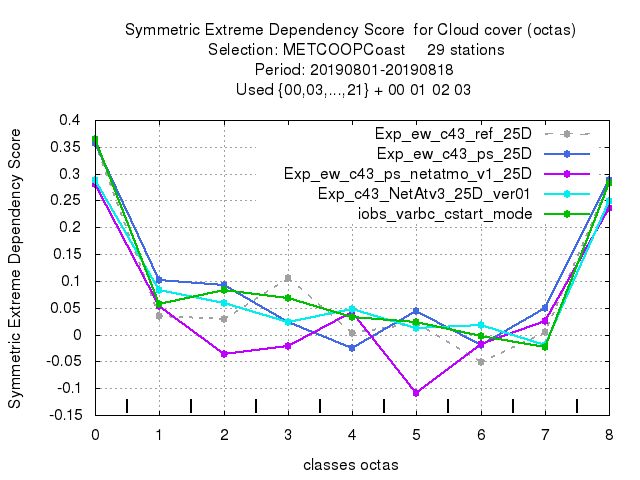 Symmetric Extreme Dependency Score for Cloud cover (octas)
Selection: METCOOPCoast 29 stations
Period: 20190801-20190818
Used {00,03,...,21} + 00 01 02 03
Exp_ew_c43_ref_25D
Exp_ew_c43_ps_25D
Exp_ew_c43_ps_netatmo_v1_25D
Exp_c43_NetAtv3_25D_ver01
iobs_varbc_cstart_mode
Symmetric Extreme Dependency Score
0.4
0.35
0.3
0.25
0.2
0.15
0.1
0.05
0
-0.05
-0.1
-0.15
0 1 2 3 4 5 6 7 8
classes octas